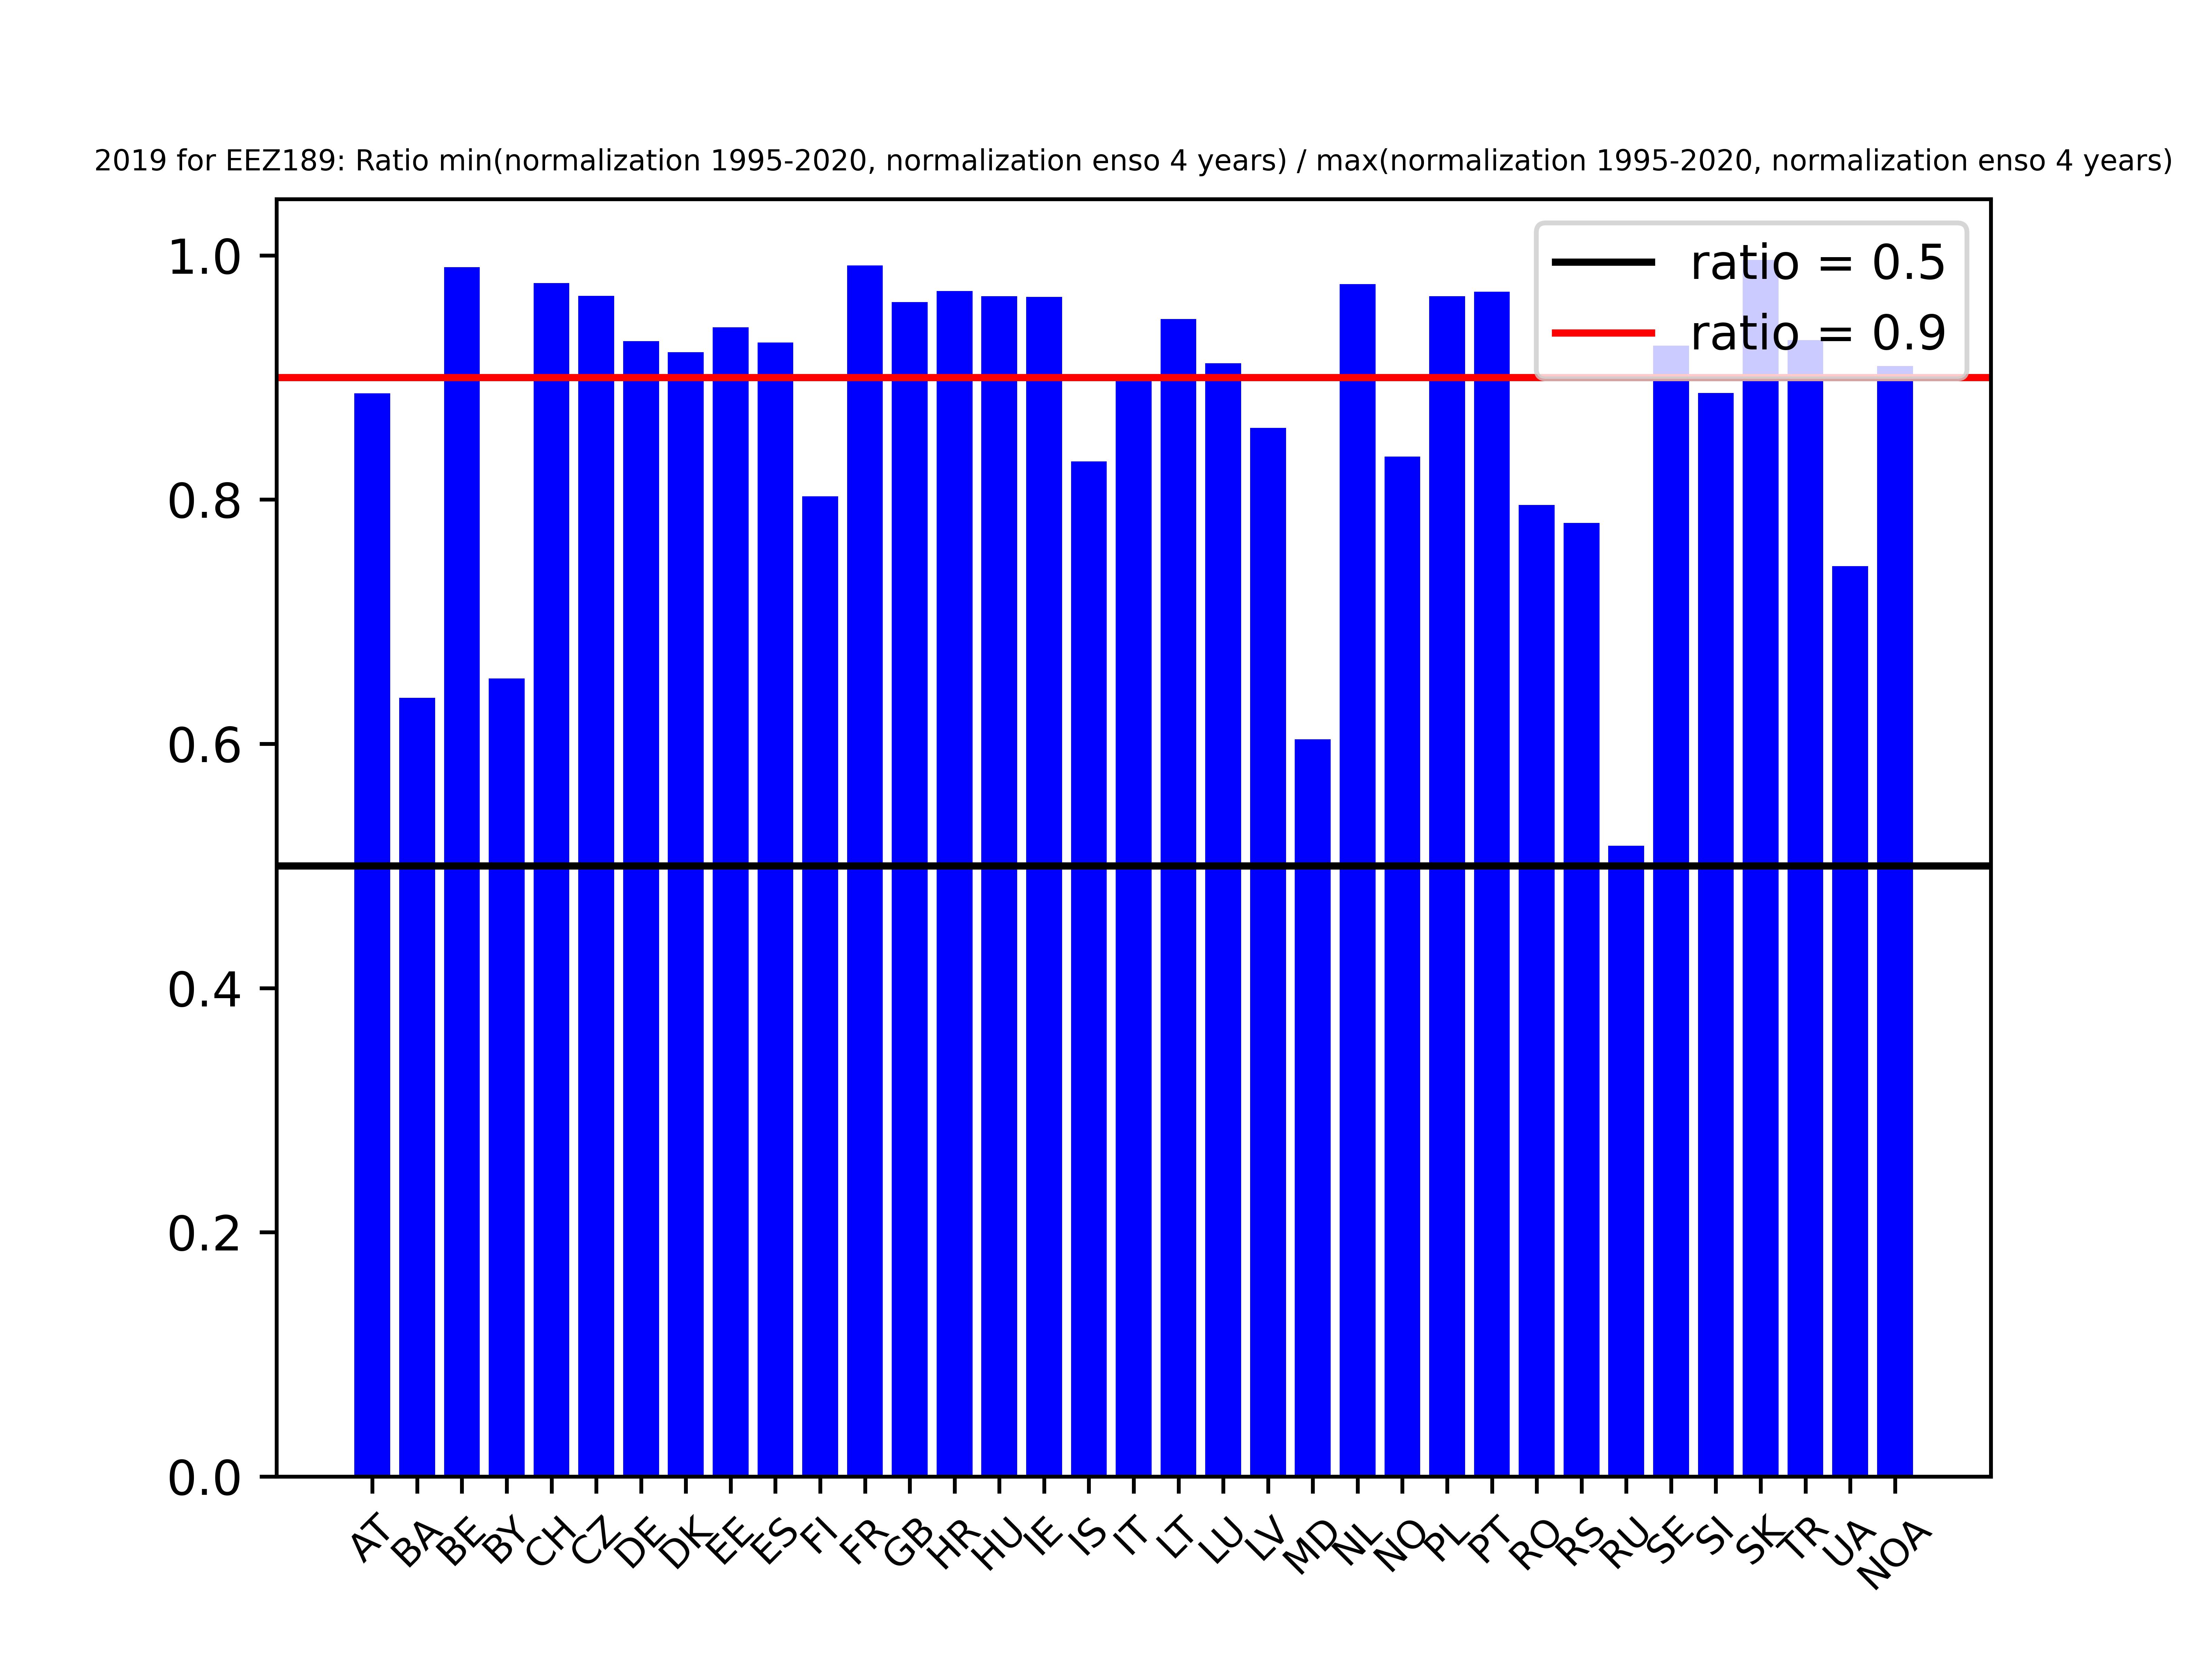 2019 for EEZ189: Ratio min(normalization 1995-2020, normalization enso 4 years) / max(normalization 1995-2020, normalization enso 4 years)
ratio = 0.5
ratio = 0.9
1.0
0.8
0.6
0.4
0.2
0.0
AT BA BE BY CH CZ DE DK EE ES FI FR GB HR HU IE IS IT LT LU LV MD NL NO PL PT RO RS RU SE SI SK TR UA NOA